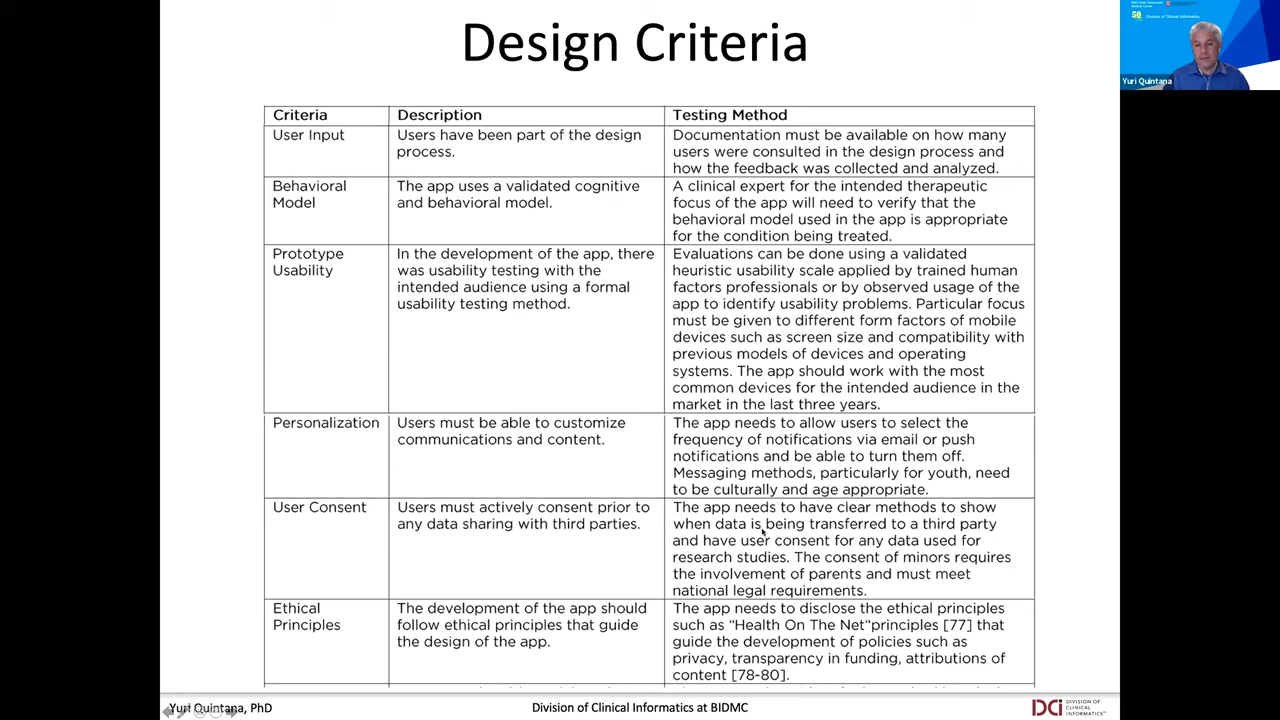 Design Criteria
Criteria Description Testing Method
User Input
Users have been part of the design
process.
Documentation must be available on how many
users were consulted in the design process and
how the feedback was collected and analyzed.
Behavioral
Model
The app uses a validated cognitive
and behavioral model.
A clinical expert for the intended therapeutic
focus of the app will need to verify that the
behavioral model used in the app is appropriate
for the condition being treated.
Prototype
Usability
In the development of the app, there
was usability testing with the
intended audience using a formal
usability testing method.
Evaluations can be done using a validated
heuristic usability scale applied by trained human
factors professionals or by observed usage of the
app to identify usability problems. Particular focus
must be given to different form factors of mobile
devices such as screen size and compatibility with
previous models of devices and operating
systems. The app should work with the most
common devices for the intended audience in the
market in the last three years.
Personalization
Users must be able to customize
communications and content.
The app needs to allow users to select the
frequency of notifications via email or push
notifications and be able to turn them off.
Messaging methods, particularly for youth, need
to be culturally and age appropriate.
User Consent
Users must actively consent prior to
any data sharing with third parties.
The app needs to have clear methods to show
when data is being transferred to a third party
and have user consent for any data used for
research studies. The consent of minors requires
the involvement of parents and must meet
national legal requirements.
Ethical
Principles
The development of the app should
follow ethical principles that guide
the design of the app.
The app needs to disclose the ethical principles
such as “Health On The Net“principles [77] that
guide the development of policies such as
privacy, transparency in funding, attributions of
content [78-80].
Yuri Quintana, PhD
Division of Clinical Informatics at BIDMC
DCI DIVISION OF
CLINICAL
INFORMATICS
50
Division of Clinical Informatics
Yuri Quintana